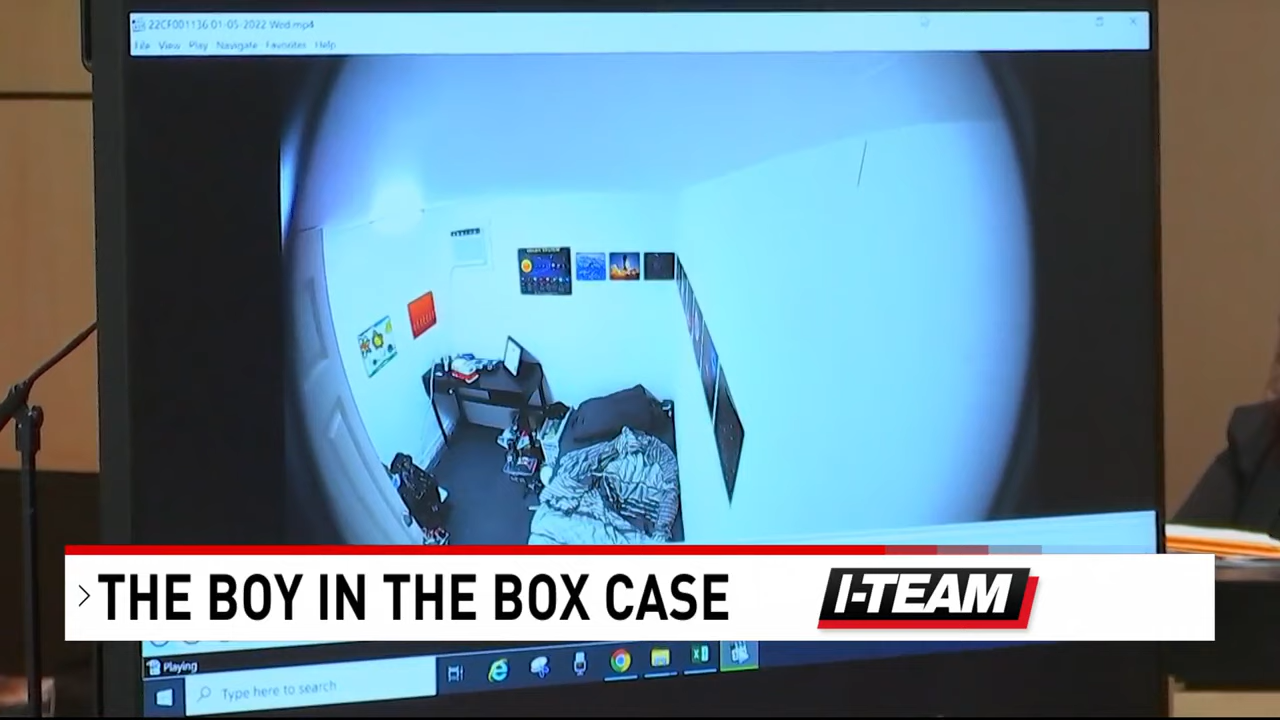 22CF001136 01-05-2022 Wed.mp4
File View Play Navigate Favorites Help
THE BOY IN THE BOX CASE
I-TEAM
Playing
Type here to search